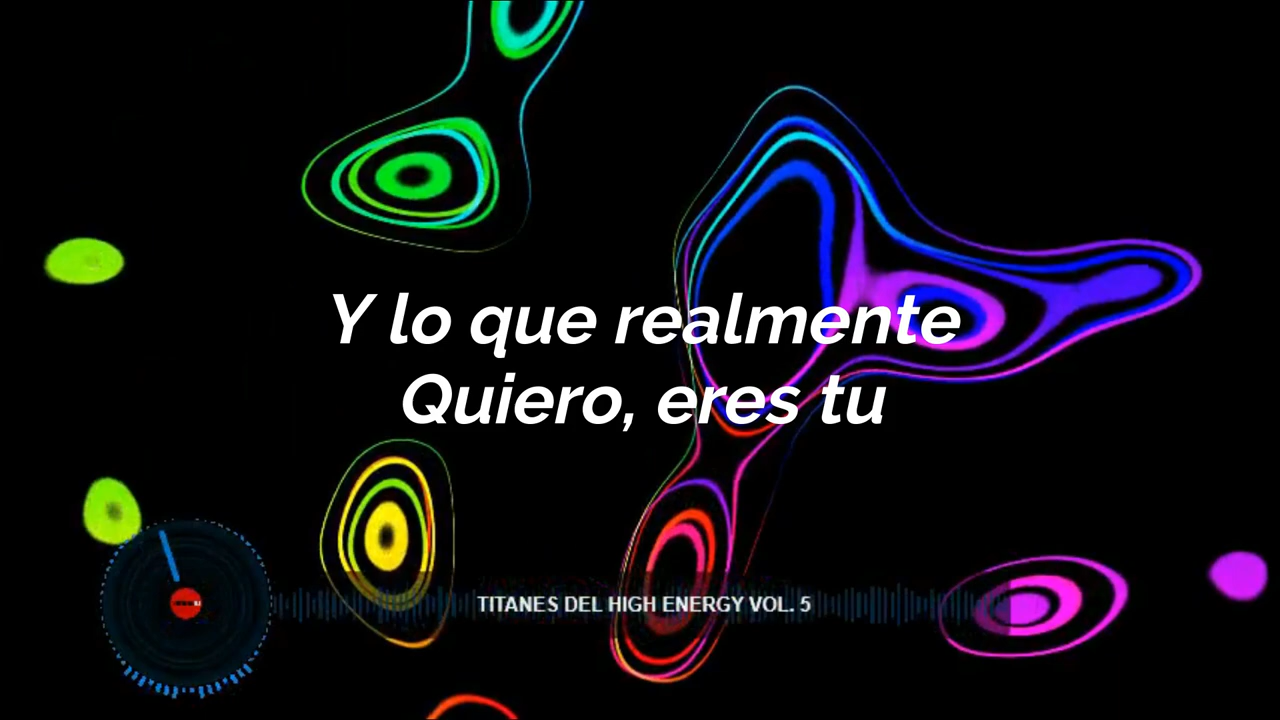 Y lo que realmente
Quiero, eres tu
TITANES DEL HIGH ENERGY VOL. 5